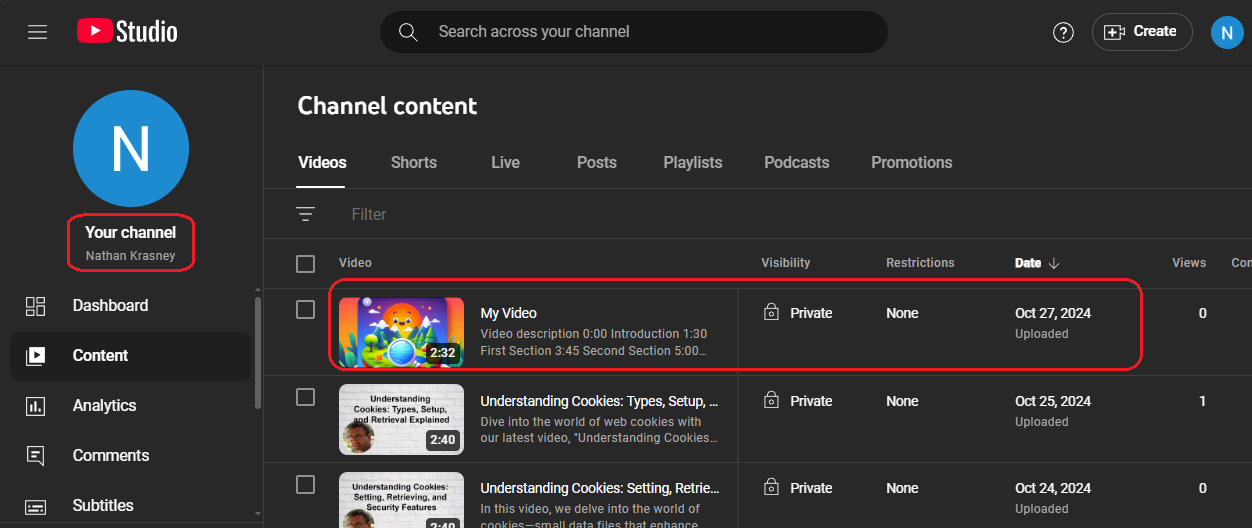 Studio
Search across your channel
Create
N
N
Your channel
Nathan Krasney
Dashboard
Content
Analytics
Comments
Subtitles
Channel content
Videos Shorts Live Posts Playlists Podcasts Promotions
Filter
Video Visibility Restrictions Date Views
My Video
Video description 0:00 Introduction 1:30
First Section 3:45 Second Section 5:00...
2:32
Private None Oct 27, 2024 0
Uploaded
Understanding
Cookies: Types, Setup,
and Retrieval Explained
2:40
Understanding Cookies: Types, Setup, ...
Dive into the world of web cookies with
our latest video, "Understanding Cookies...
Private None Oct 25, 2024 1
Uploaded
Understanding Cookies:
Setting, Retrieving, and
Security Features
2:40
Understanding Cookies: Setting, Retrie...
In this video, we delve into the world of
cookies—small data files that enhance
Private None Oct 24, 2024 0
Uploaded